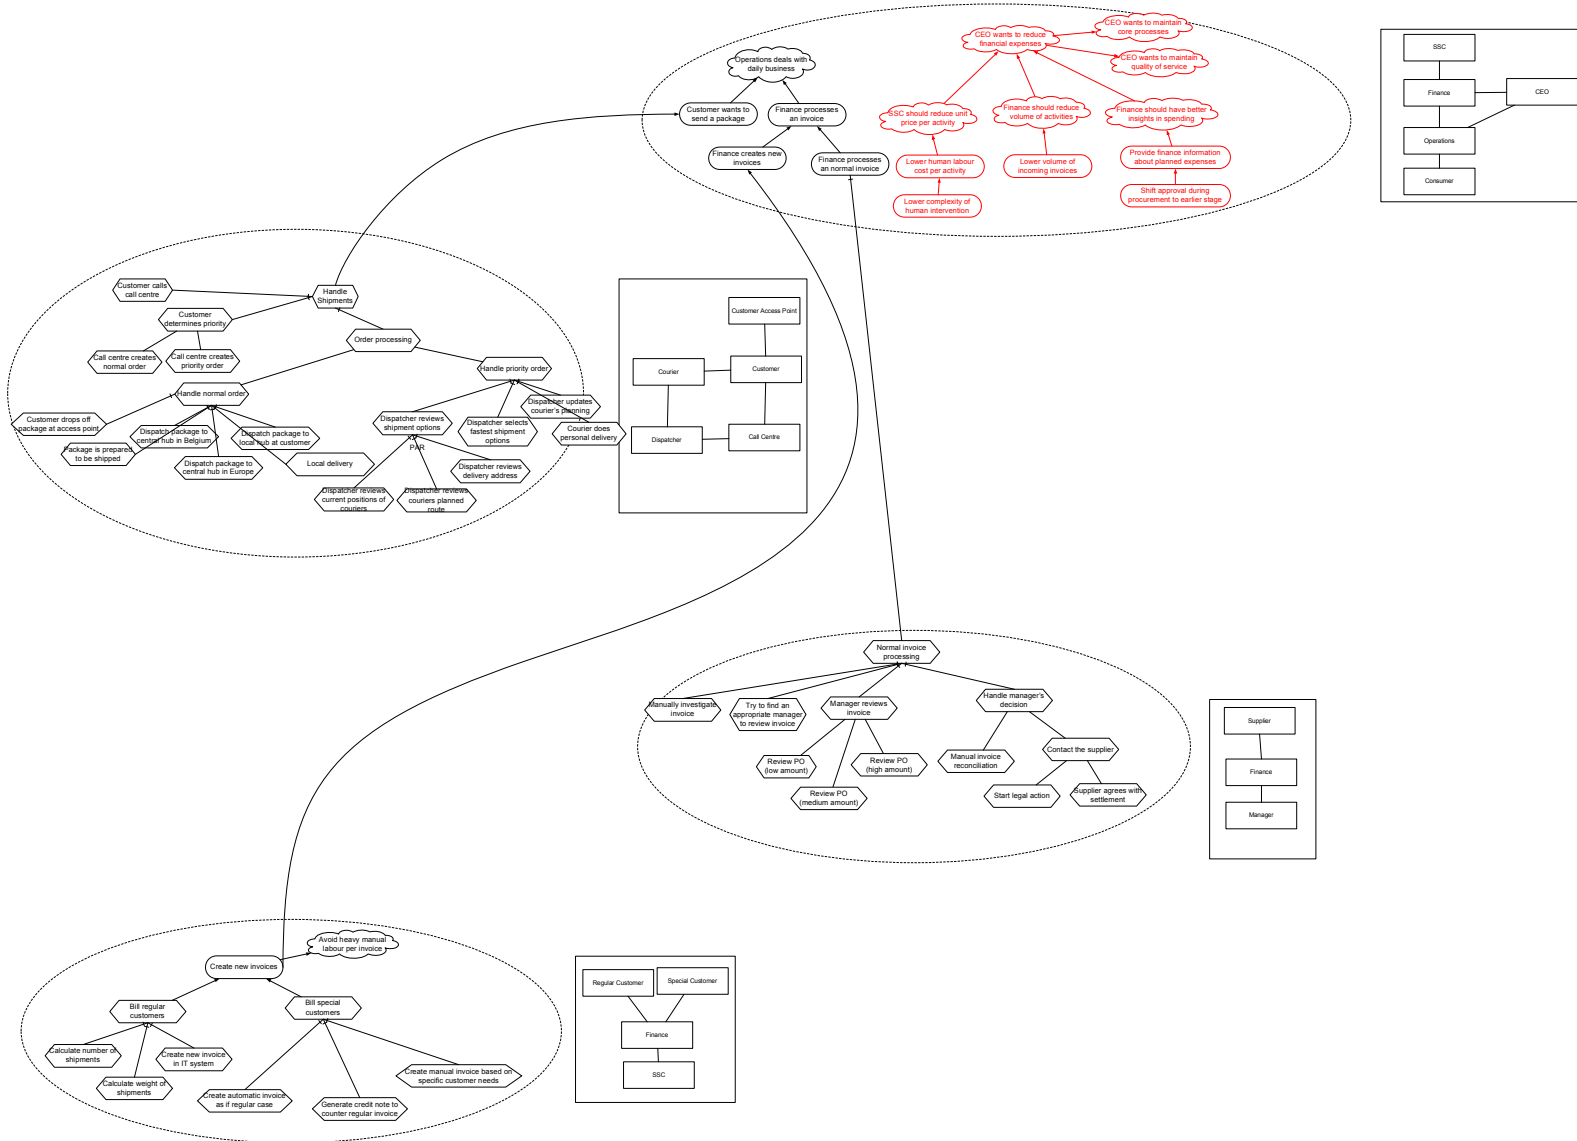 CEO wants to maintain
core processes
CEO wants to reduce
financial expenses
CEO wants to maintain
quality of service
Operations deals with
daily business
Customer wants to
send a package
Finance processes
an invoice
SSC should reduce unit
price per activity
Finance should reduce
volume of activities
Finance should have better
insights in spending
Finance creates new
invoices
Finance processes
an normal invoice
Lower human labour
cost per activity
Lower volume of
incoming invoices
Provide finance information
about planned expenses
Lower complexity of
human intervention
Shift approval during
procurement to earlier stage
SSC
Finance
CEO
Operations
Consumer
Customer calls
call centre
Handle
Shipments
Customer
determines priority
Order processing
Call centre creates
normal order
Call centre creates
priority order
Handle priority order
Handle normal order
Customer drops off
package at access point
Dispatch package to
central hub in Belgium
Dispatch package to
local hub at customer
Package is prepared
to be shipped
Dispatch package to
central hub in Europe
Local delivery
Dispatcher reviews
shipment options
Dispatcher selects
fastest shipment
options
Dispatcher updates
courier's planning
Courier does
personal delivery
PAR
Dispatcher reviews
delivery address
Dispatcher reviews
current positions of
couriers
Dispatcher reviews
couriers planned
route
Customer Access Point
Courier
Customer
Dispatcher
Call Centre
Normal invoice
processing
Manually investigate
invoice
Try to find an
appropriate manager
to review invoice
Manager reviews
invoice
Handle manager's
decision
Review PO
(low amount)
Review PO
(high amount)
Review PO
(medium amount)
Manual invoice
reconciliation
Contact the supplier
Start legal action
Supplier agrees with
settlement
Supplier
Finance
Manager
Avoid heavy manual
labour per invoice
Create new invoices
Bill regular
customers
Bill special
customers
Calculate number of
shipments
Create new invoice
in IT system
Calculate weight of
shipments
Create automatic invoice
as if regular case
Generate credit note to
counter regular invoice
Create manual invoice based on
specific customer needs
Regular Customer
Special Customer
Finance
SSC